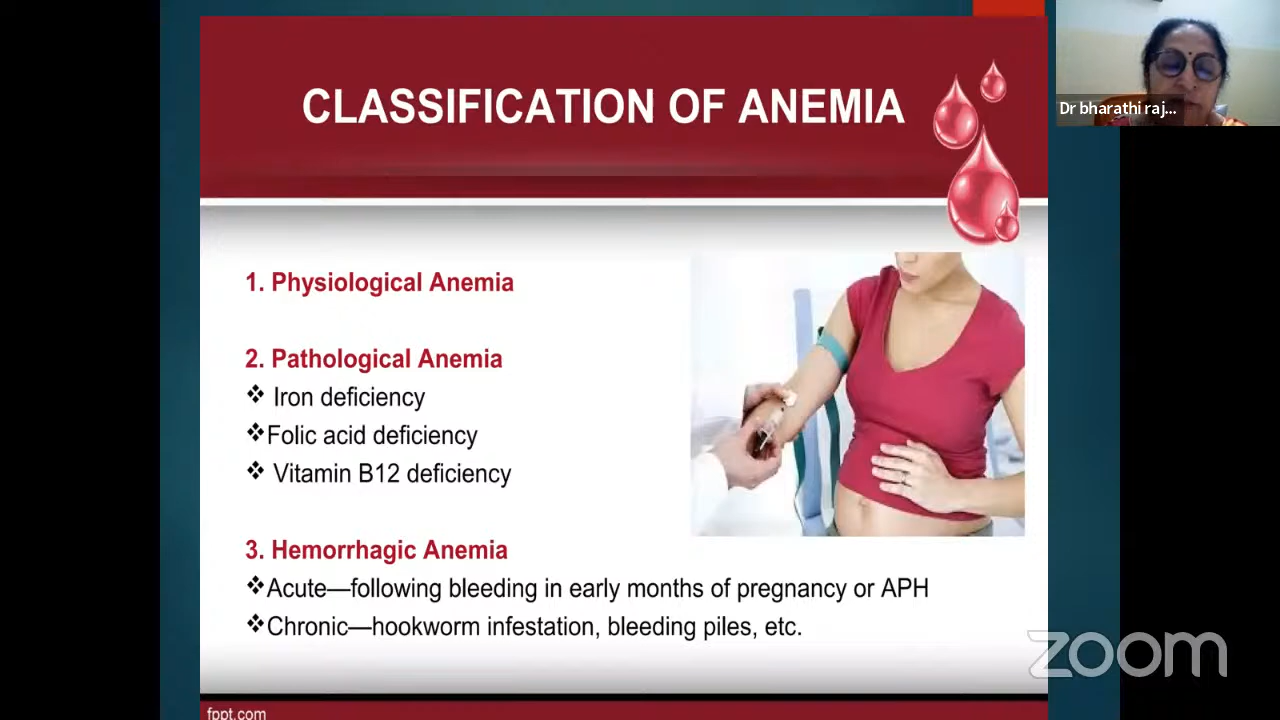 CLASSIFICATION OF ANEMIA
Dr bharathi raj...
1. Physiological Anemia
2. Pathological Anemia
❖ Iron deficiency
❖Folic acid deficiency
❖ Vitamin B12 deficiency
3. Hemorrhagic Anemia
❖Acute—following bleeding in early months of pregnancy or APH
❖Chronic—hookworm infestation, bleeding piles, etc.
zoom
fppt.com